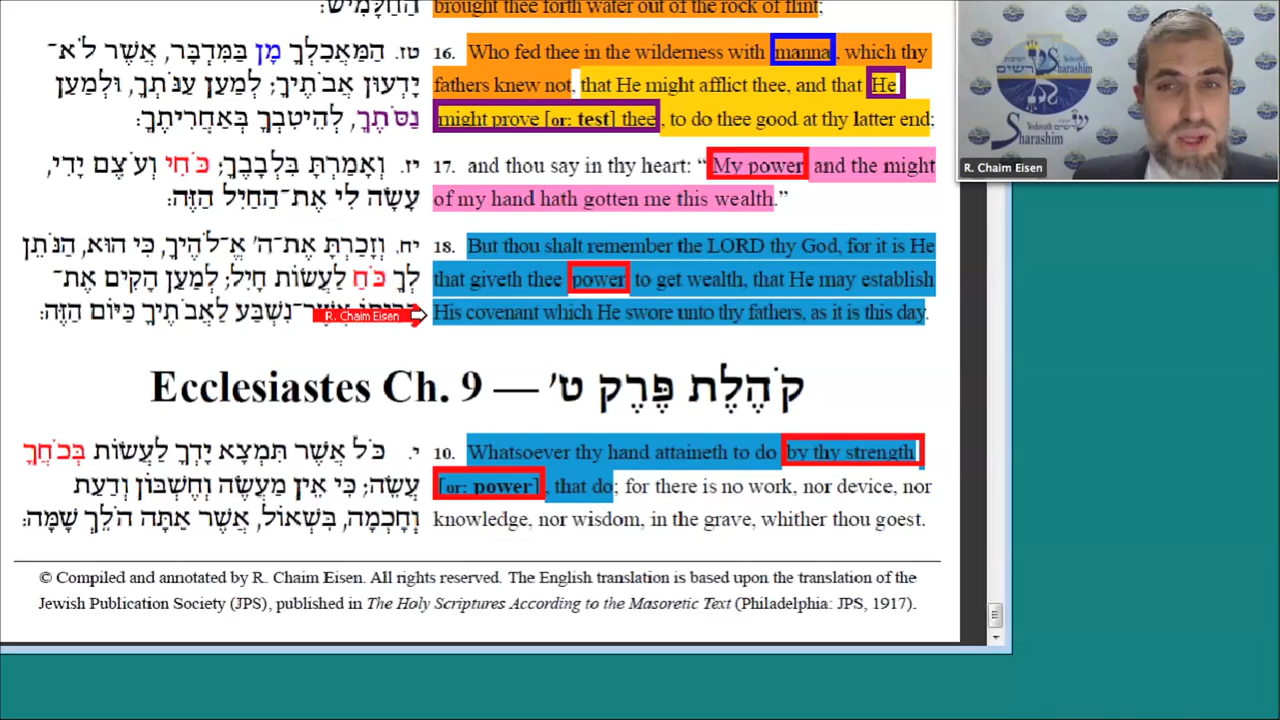 הַחַלָּמִישׁ:
brought thee forth water out of the rock of flint;
טז. הַמַּאֲכִלְךָ מָן בַּמִּדְבָּר, אֲשֶׁר לֹא־
יָדְעוּן אֲבֹתֶיךָ; לְמַעַן עַנֹּתְךָ, וּלְמַעַן
נַסֹּתֶךָ, לְהֵיטִבְךָ בְּאַחֲרִיתֶךָ:
16. Who fed thee in the wilderness with manna, which thy
fathers knew not, that He might afflict thee, and that He
might prove [or: test] thee, to do thee good at thy latter end;
יז. וְאָמַרְתָּ בִּלְבָבֶךָ; כֹּחִי וְעֹצֶם יָדִי,
עָשָׂה לִי אֶת־הַחַיִל הַזֶּה:
17. and thou say in thy heart: “My power and the might
of my hand hath gotten me this wealth.”
יח. וְזָכַרְתָּ אֶת־ה' אֱ־לֹהֶיךָ, כִּי הוּא, הַנֹּתֵן
לְךָ כֹּחַ לַעֲשׂוֹת חָיִל; לְמַעַן הָקִים אֶת־
אֲשֶׁר־נִשְׁבַּע לַאֲבֹתֶיךָ כַּיּוֹם הַזֶּה:
18. But thou shalt remember the LORD thy God, for it is He
that giveth thee power to get wealth, that He may establish
His covenant which He swore unto thy fathers, as it is this day.
R. Chaim Eisen
Ecclesiastes Ch. 9 — קֹהֶלֶת פֶּרֶק ט'
י. כֹּל אֲשֶׁר תִּמְצָא יָדְךָ לַעֲשׂוֹת בְּכֹחֲךָ
עֲשֵׂה; כִּי אֵין מַעֲשֶׂה וְחֶשְׁבּוֹן וְדַעַת
וְחָכְמָה, בִּשְׁאוֹל, אֲשֶׁר אַתָּה הֹלֵךְ שָׁמָּה:
10. Whatsoever thy hand attaineth to do by thy strength
[or: power], that do; for there is no work, nor device, nor
knowledge, nor wisdom, in the grave, whither thou goest.
© Compiled and annotated by R. Chaim Eisen. All rights reserved. The English translation is based upon the translation of the
Jewish Publication Society (JPS), published in The Holy Scriptures According to the Masoretic Text (Philadelphia: JPS, 1917).
Yeshivath Sharashim
ישיבת שרשים
R. Chaim Eisen